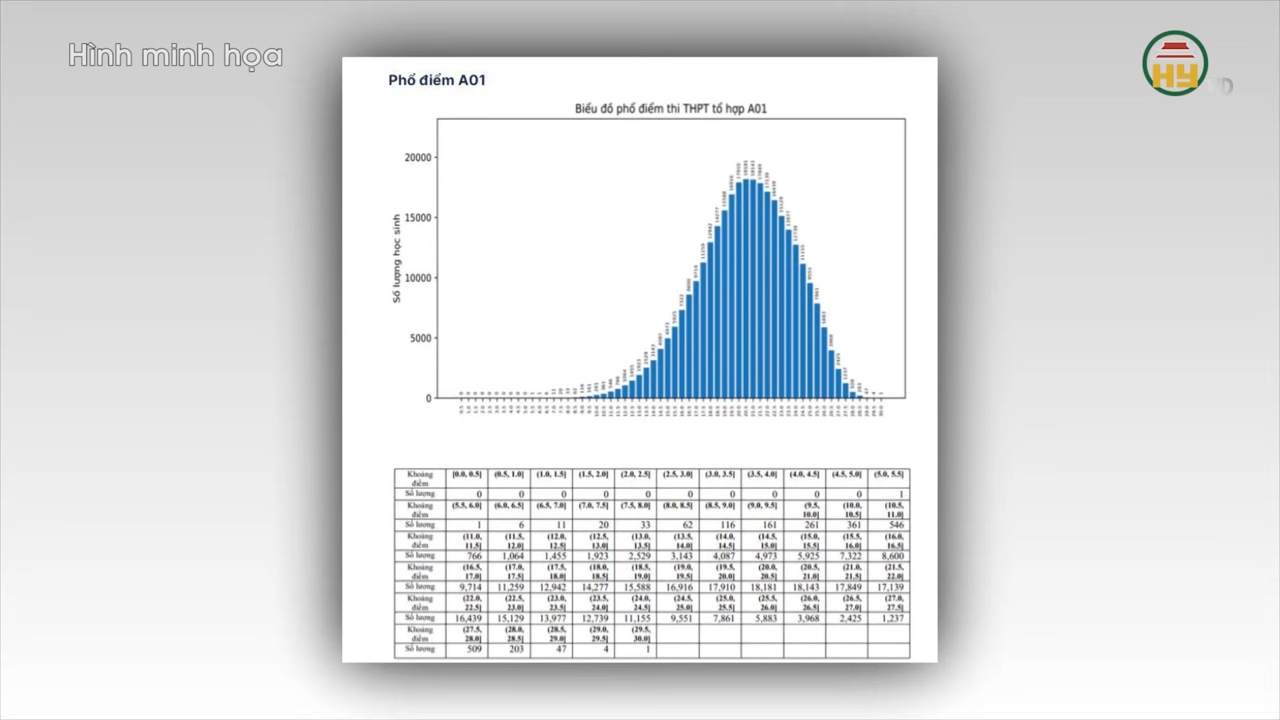 Hình minh họa
HY
Phổ điểm A01
Biểu đồ phổ điểm thi THPT tổ hợp A01
Số lượng học sinh
20000
15000
10000
5000
0
Khoảng điểm [0.0, 0.5] (0.5, 1.0] (1.0, 1.5] (1.5, 2.0] (2.0, 2.5] (2.5, 3.0] (3.0, 3.5] (3.5, 4.0] (4.0, 4.5] (4.5, 5.0] (5.0, 5.5]
Số lượng 0 0 0 0 0 0 0 0 0 0 1
Khoảng điểm (5.5, 6.0] (6.0, 6.5] (6.5, 7.0] (7.0, 7.5] (7.5, 8.0] (8.0, 8.5] (8.5, 9.0] (9.0, 9.5] (9.5, 10.0] (10.0, 10.5] (10.5, 11.0]
Số lượng 1 6 11 20 33 62 116 161 261 361 546
Khoảng điểm (11.0, 11.5] (11.5, 12.0] (12.0, 12.5] (12.5, 13.0] (13.0, 13.5] (13.5, 14.0] (14.0, 14.5] (14.5, 15.0] (15.0, 15.5] (15.5, 16.0] (16.0, 16.5]
Số lượng 766 1,064 1,455 1,923 2,529 3,143 4,087 4,973 5,925 7,322 8,600
Khoảng điểm (16.5, 17.0] (17.0, 17.5] (17.5, 18.0] (18.0, 18.5] (18.5, 19.0] (19.0, 19.5] (19.5, 20.0] (20.0, 20.5] (20.5, 21.0] (21.0, 21.5] (21.5, 22.0]
Số lượng 9,714 11,259 12,942 14,277 15,588 16,916 17,910 18,181 18,143 17,849 17,139
Khoảng điểm (22.0, 22.5] (22.5, 23.0] (23.0, 23.5] (23.5, 24.0] (24.0, 24.5] (24.5, 25.0] (25.0, 25.5] (25.5, 26.0] (26.0, 26.5] (26.5, 27.0] (27.0, 27.5]
Số lượng 16,439 15,129 13,977 12,739 11,155 9,551 7,861 5,883 3,968 2,425 1,237
Khoảng điểm (27.5, 28.0] (28.0, 28.5] (28.5, 29.0] (29.0, 29.5] (29.5, 30.0]
Số lượng 509 203 47 4 1